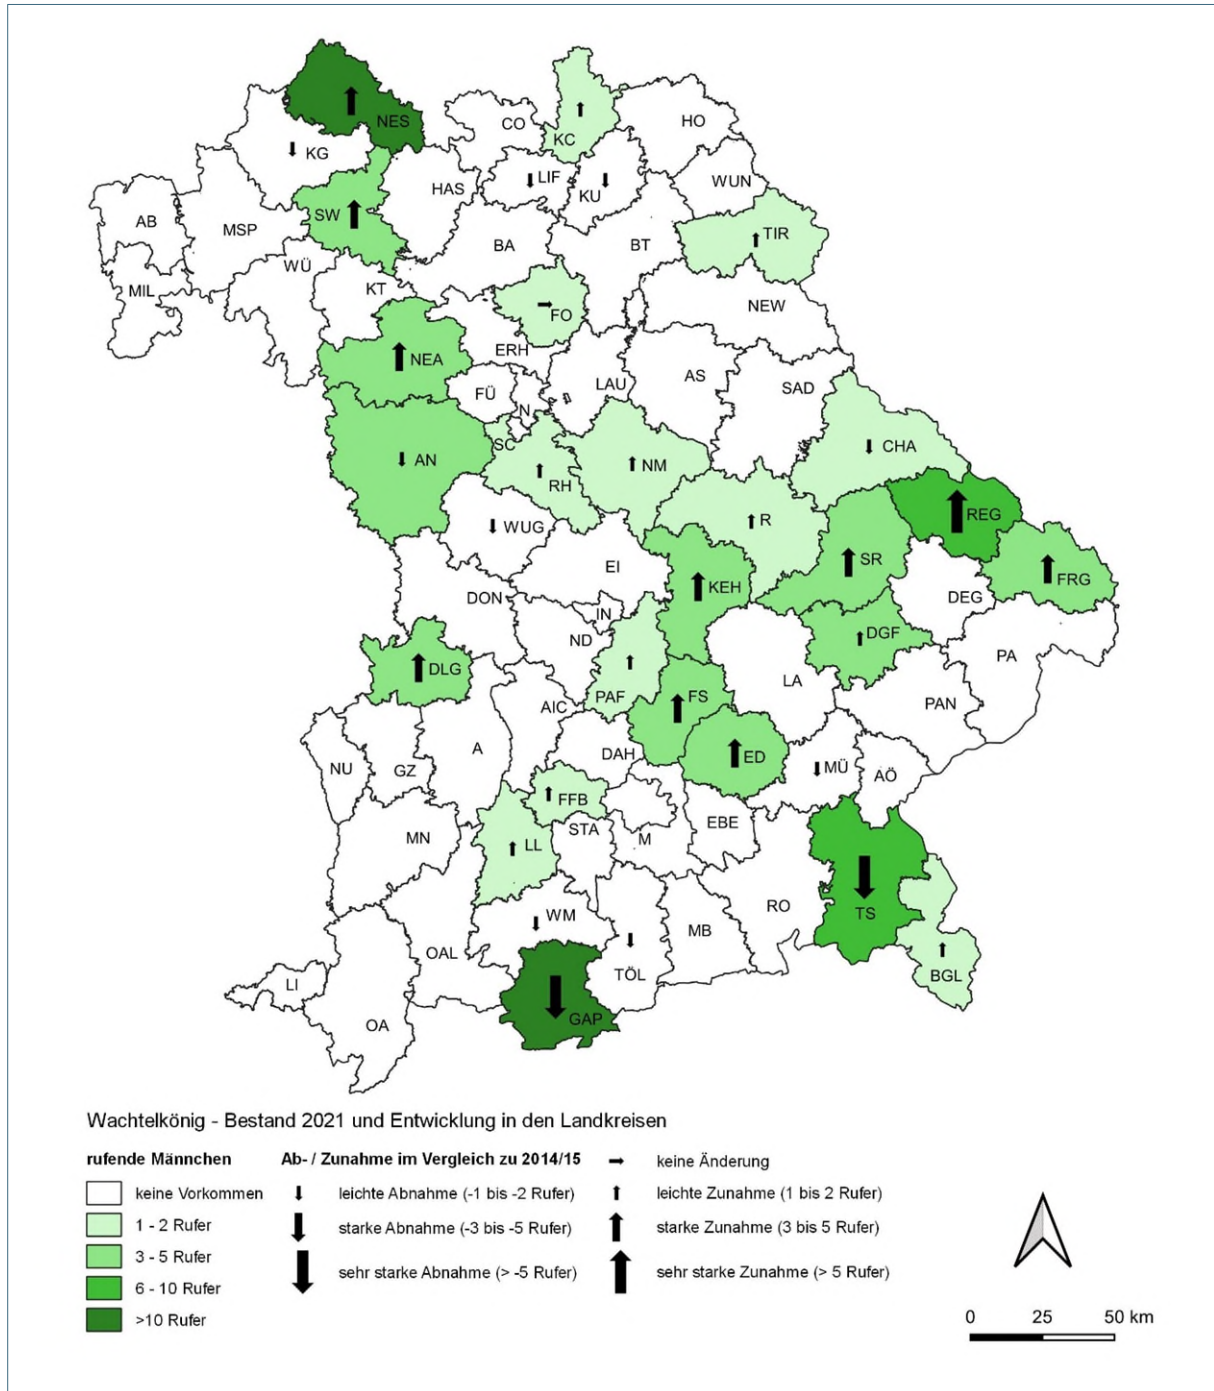 NES
CO
KC
HO
KG
LIF
KU
WUN
HAS
AB
MSP
SW
BA
BT
TIR
WÜ
MIL
KT
FO
NEW
ERH
NEA
FÜ
N
LAU
AS
SAD
SC
AN
RH
NM
CHA
WUG
R
REG
EI
KEH
SR
FRG
DON
IN
ND
DEG
DGF
DLG
PAF
FS
LA
PA
AIC
PAN
A
DAH
ED
MÜ
AÖ
NU
GZ
FFB
MN
LL
STA
M
EBE
TS
WM
RO
OAL
TÖL
MB
BGL
LI
OA
GAP
Wachtelkönig - Bestand 2021 und Entwicklung in den Landkreisen
rufende Männchen
keine Vorkommen
1 - 2 Rufer
3 - 5 Rufer
6 - 10 Rufer
>10 Rufer
Ab- / Zunahme im Vergleich zu 2014/15
leichte Abnahme (-1 bis -2 Rufer)
starke Abnahme (-3 bis -5 Rufer)
sehr starke Abnahme (> -5 Rufer)
keine Änderung
leichte Zunahme (1 bis 2 Rufer)
starke Zunahme (3 bis 5 Rufer)
sehr starke Zunahme (> 5 Rufer)
0 25 50 km